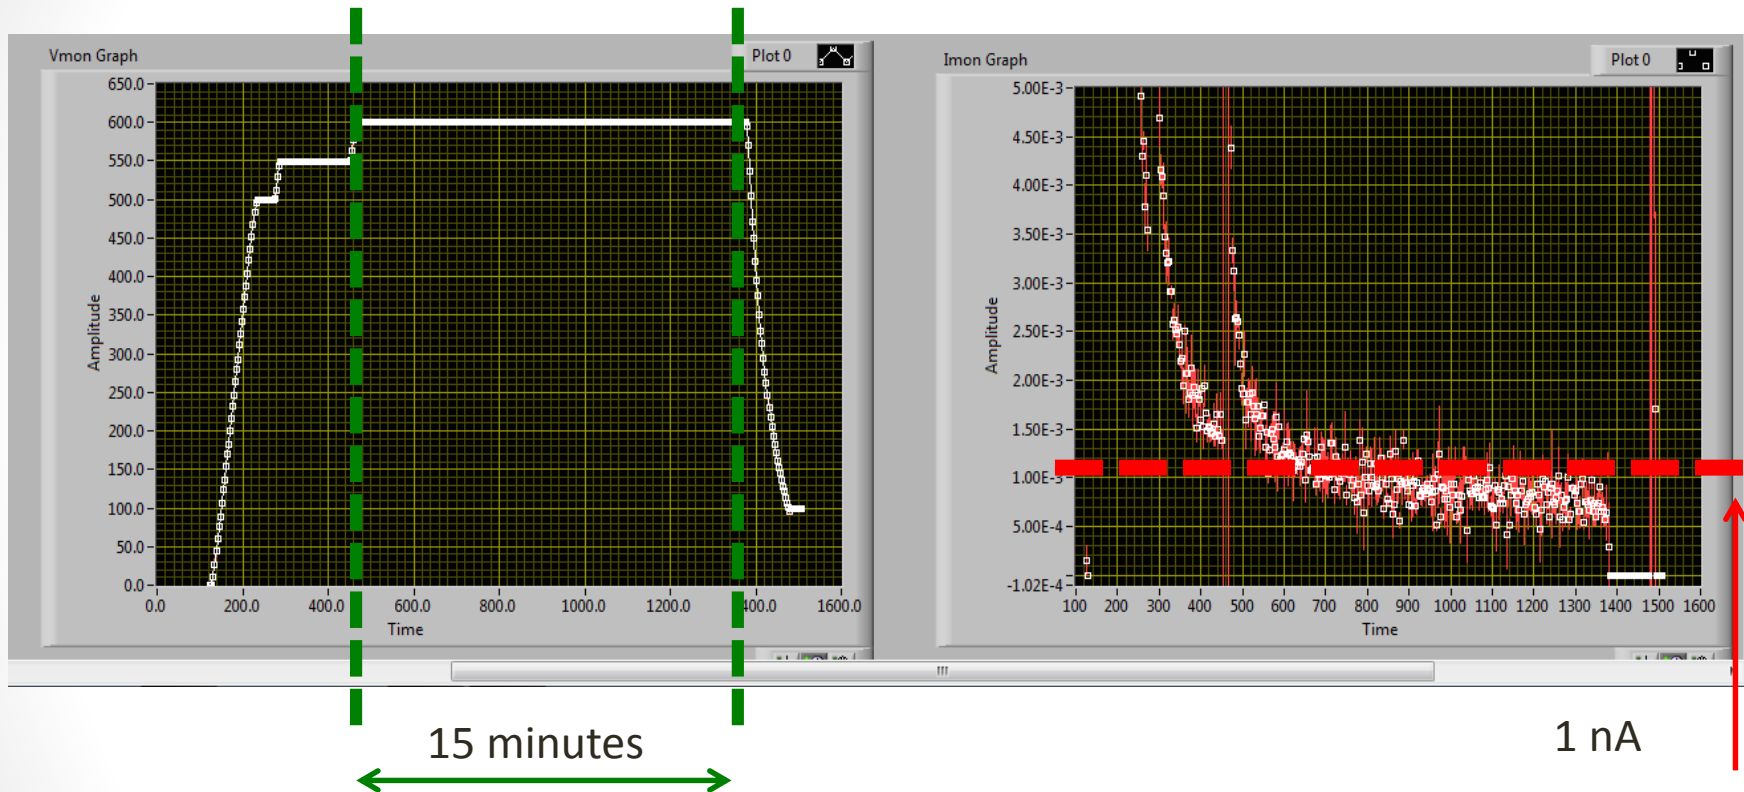 Vmon Graph
Plot 0
650.0
600.0
550.0
500.0
450.0
400.0
350.0
300.0
250.0
200.0
150.0
100.0
50.0
0.0
Amplitude
0.0 200.0 400.0 600.0 800.0 1000.0 1200.0 400.0 1600.0
Time
Imon Graph
Plot 0
5.00E-3
4.50E-3
4.00E-3
3.50E-3
3.00E-3
2.50E-3
2.00E-3
1.50E-3
1.00E-3
5.00E-4
-1.02E-4
Amplitude
100 200 300 400 500 600 700 800 900 1000 1100 1200 1300 1400 1500 1600
Time
15 minutes
1 nA